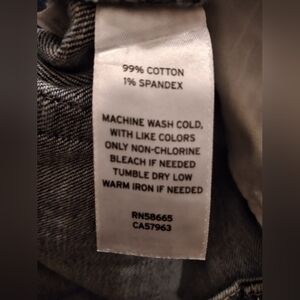 99% COTTON
1% SPANDEX
MACHINE WASH COLD,
WITH LIKE COLORS
ONLY NON-CHLORINE
BLEACH IF NEEDED
TUMBLE DRY LOW
WARM IRON IF NEEDED
RN58665
CA57963